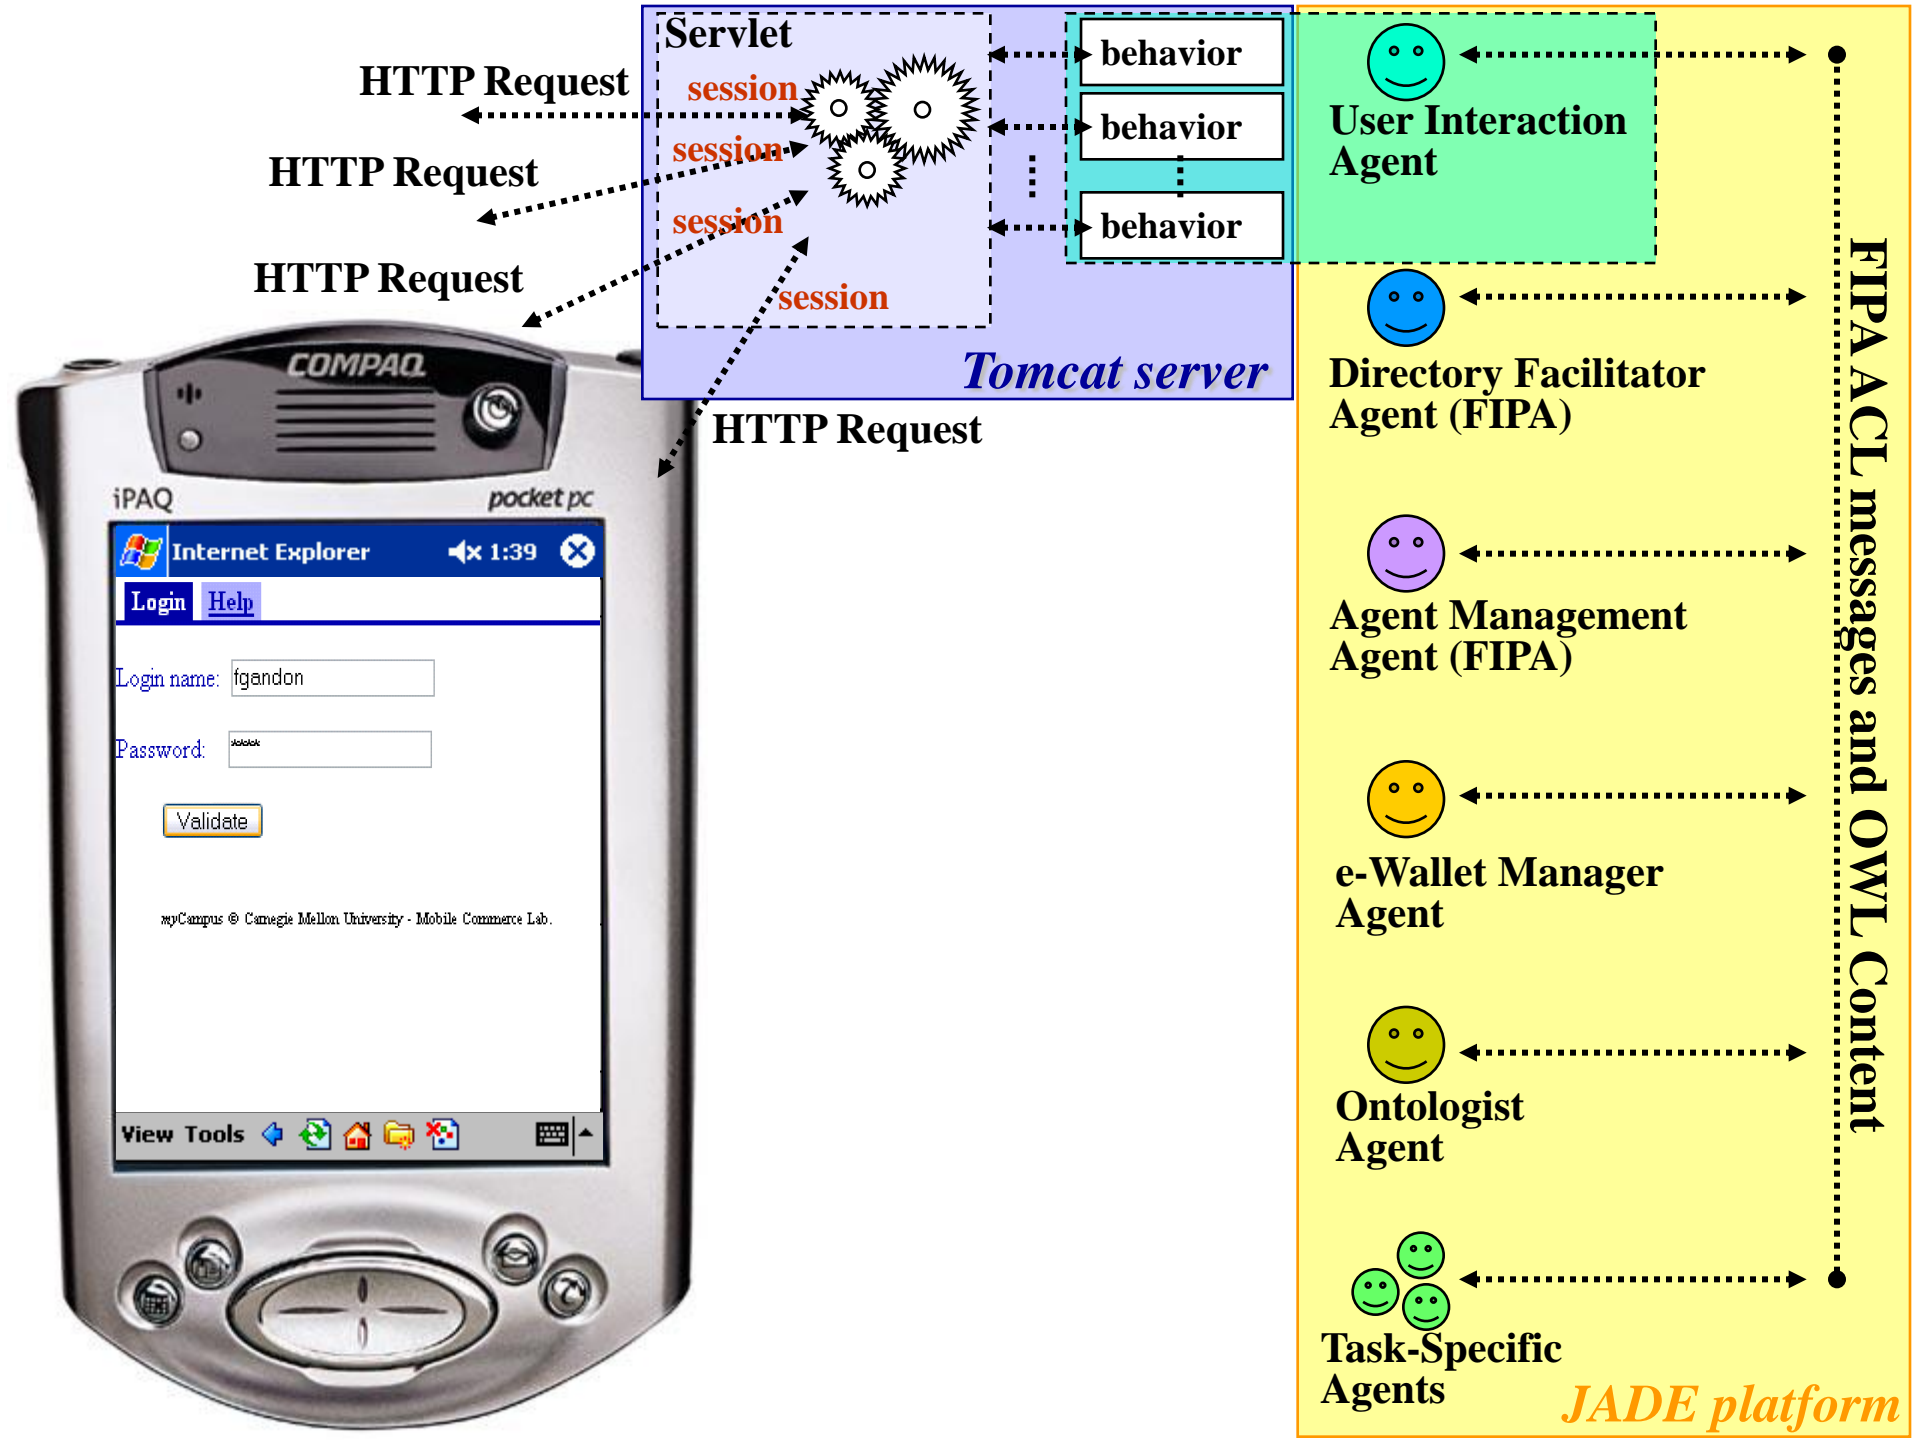 Servlet
HTTP Request
session
HTTP Request
session
HTTP Request
session
session
HTTP Request
Tomcat server
behavior
behavior
behavior
User Interaction
Agent
Directory Facilitator
Agent (FIPA)
Agent Management
Agent (FIPA)
e-Wallet Manager
Agent
Ontologist
Agent
Task-Specific
Agents
JADE platform
FIPA ACL messages and OWL Content
COMPAQ
iPAQ
pocket pc
Internet Explorer
1:39
Login Help
Login name: fgandon
Password: *****
Validate
myCampus © Carnegie Mellon University - Mobile Commerce Lab.
View Tools